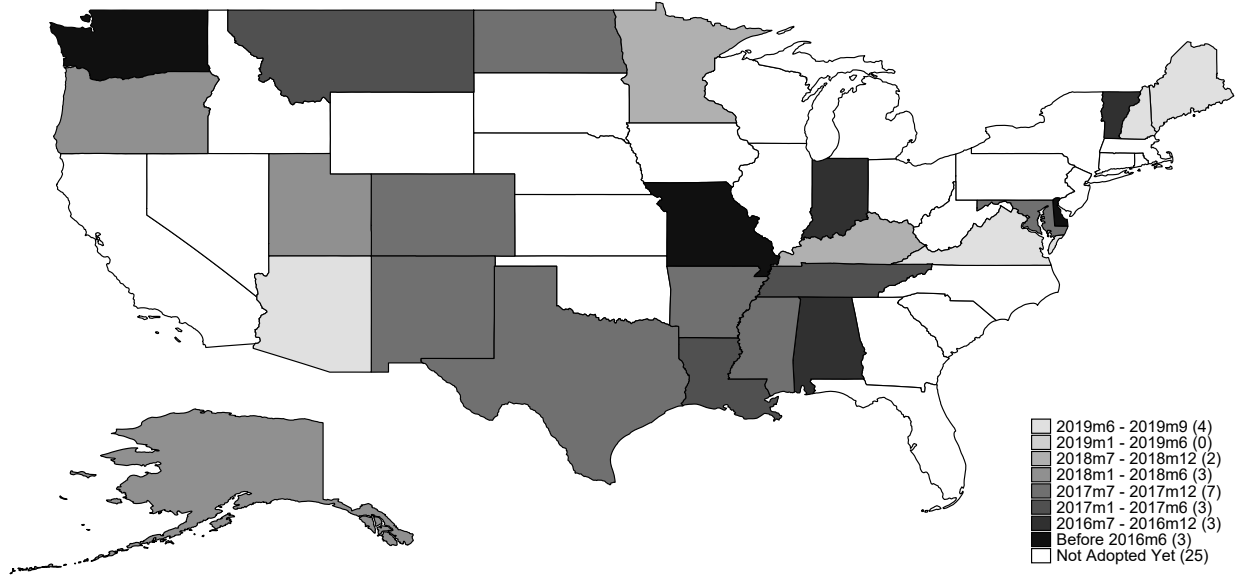 2019m6 - 2019m9 (4)
2019m1 - 2019m6 (0)
2018m7 - 2018m12 (2)
2018m1 - 2018m6 (3)
2017m7 - 2017m12 (7)
2017m1 - 2017m6 (3)
2016m7 - 2016m12 (3)
Before 2016m6 (3)
Not Adopted Yet (25)